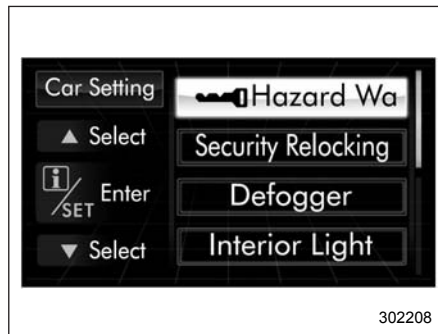 Car Setting
Hazard Wa
▲ Select
Security Relocking
i/SET Enter
Defogger
▼ Select
Interior Light
302208